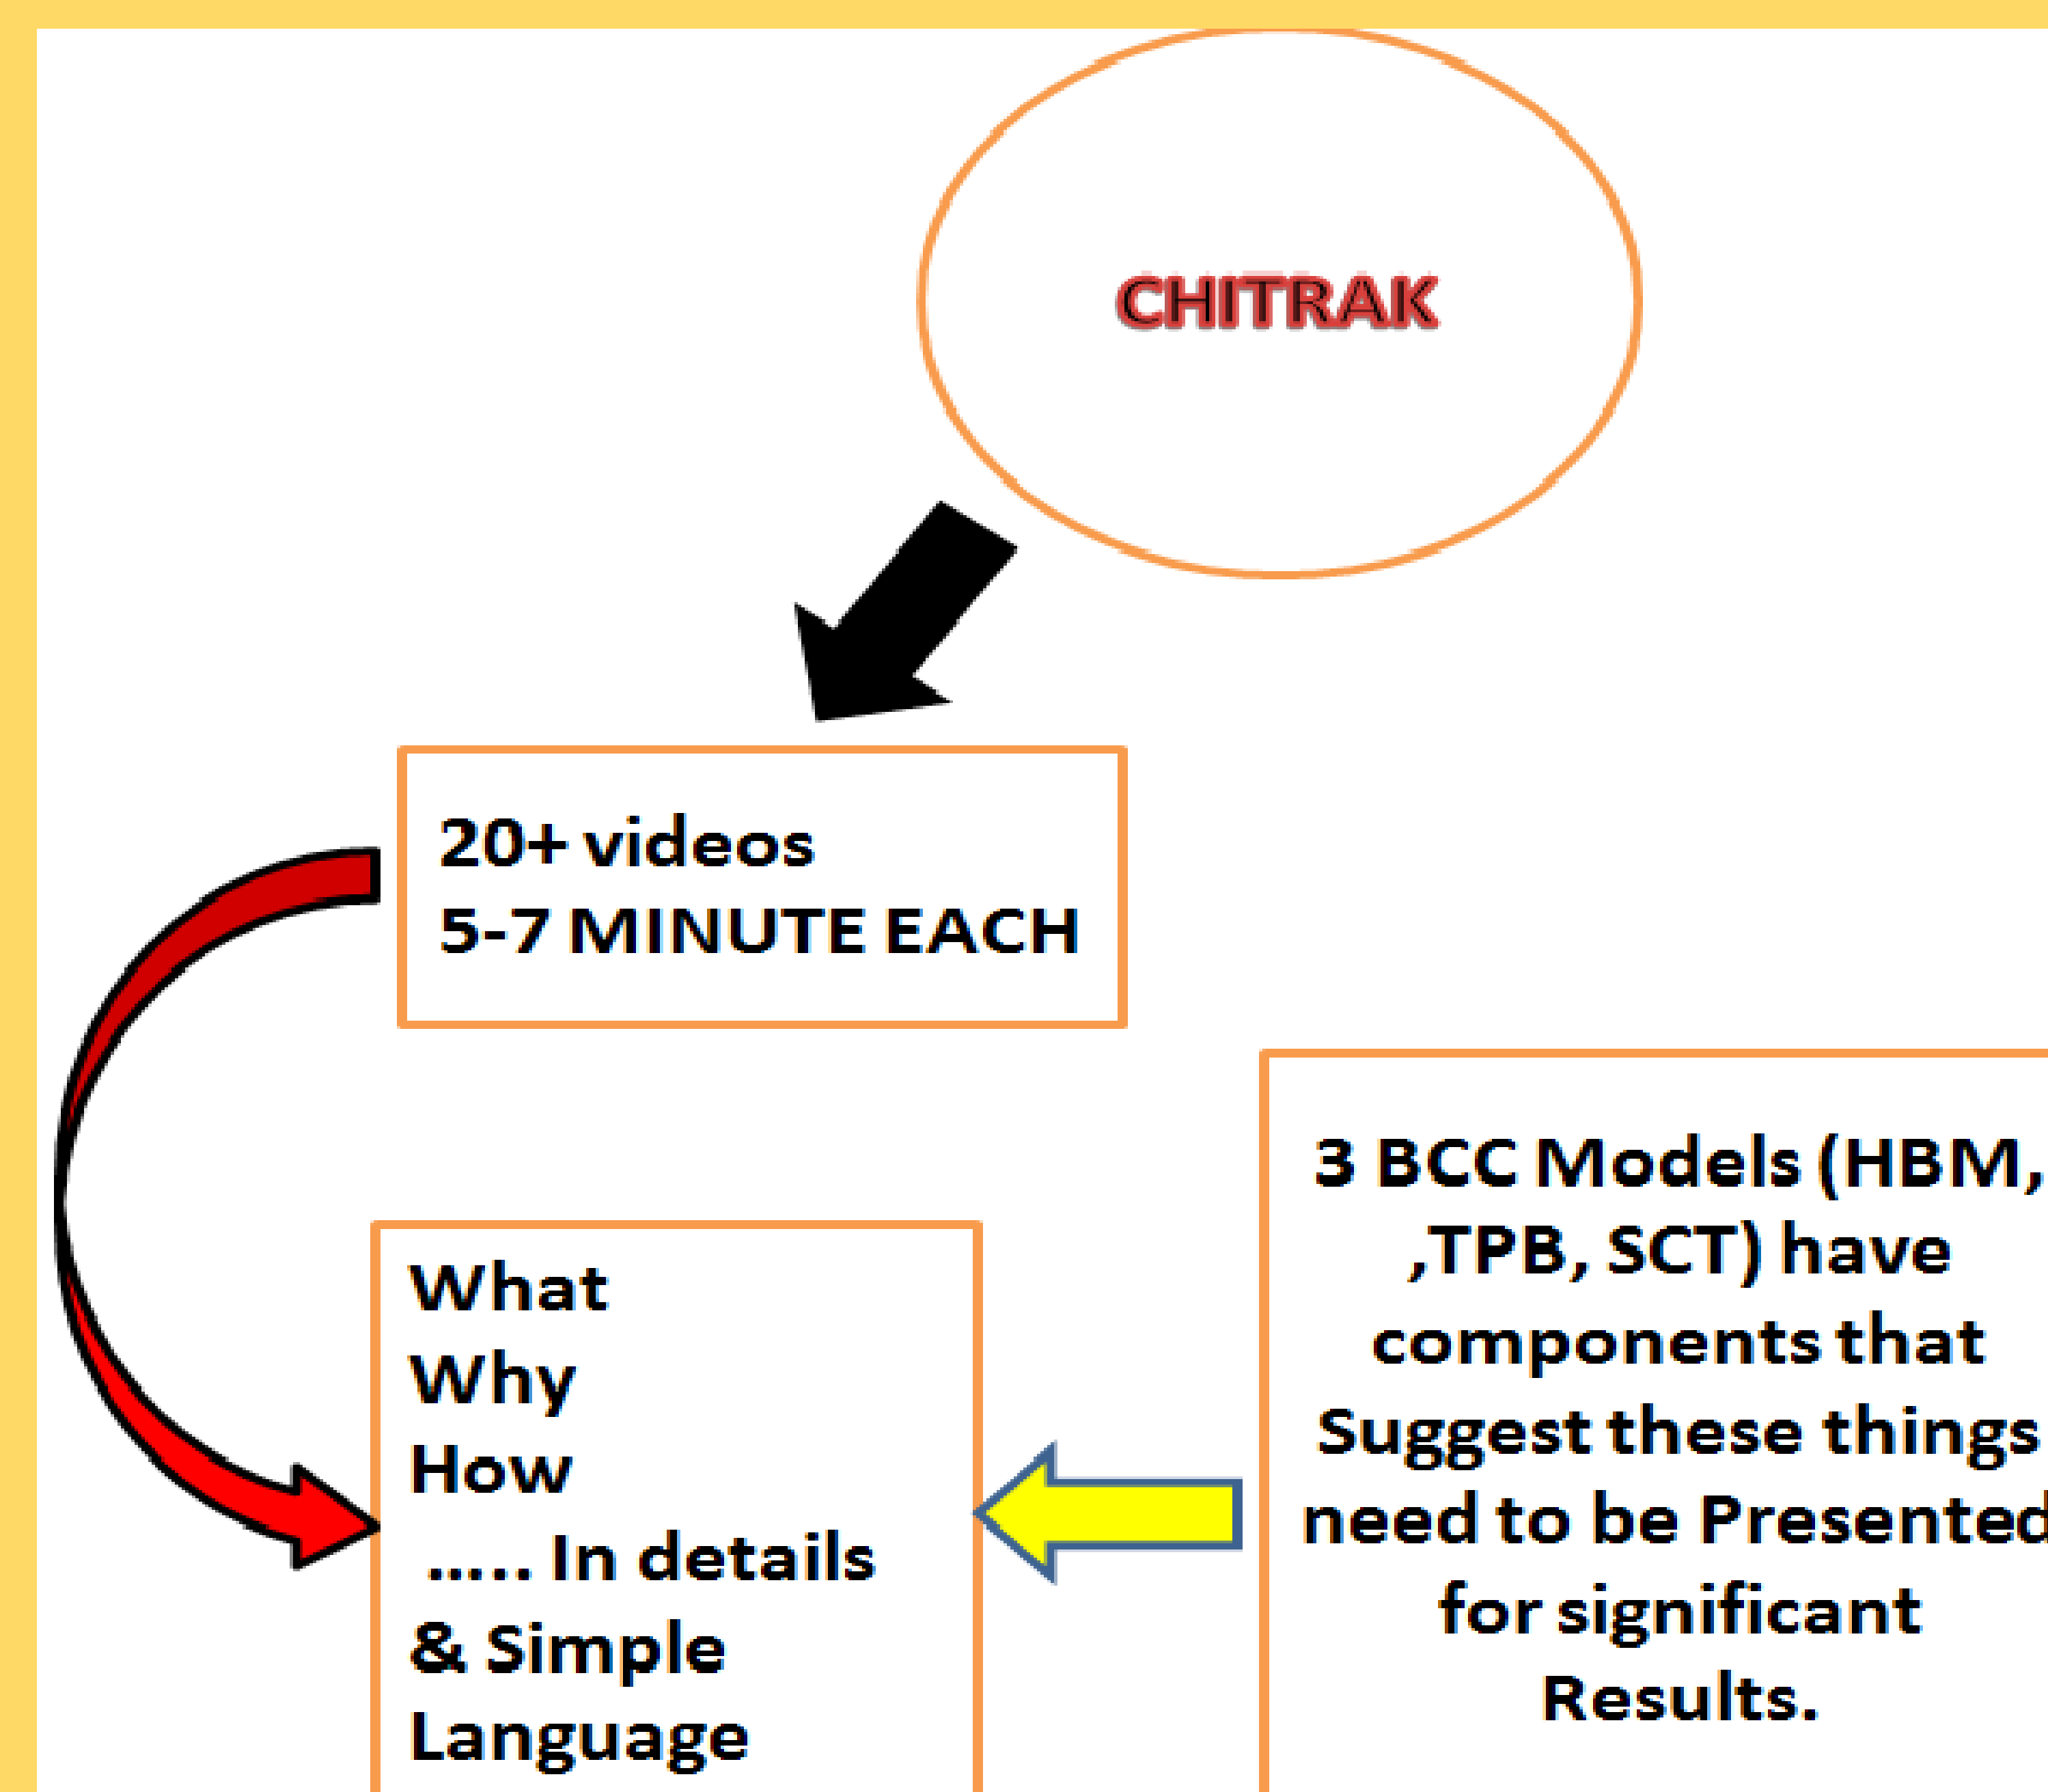 CHITRAK
20+ videos
5-7 MINUTE EACH
What
Why
How
..... In details
& Simple
Language
3 BCC Models (HBM,
,TPB, SCT) have
components that
Suggest these things
need to be Presented
for significant
Results.